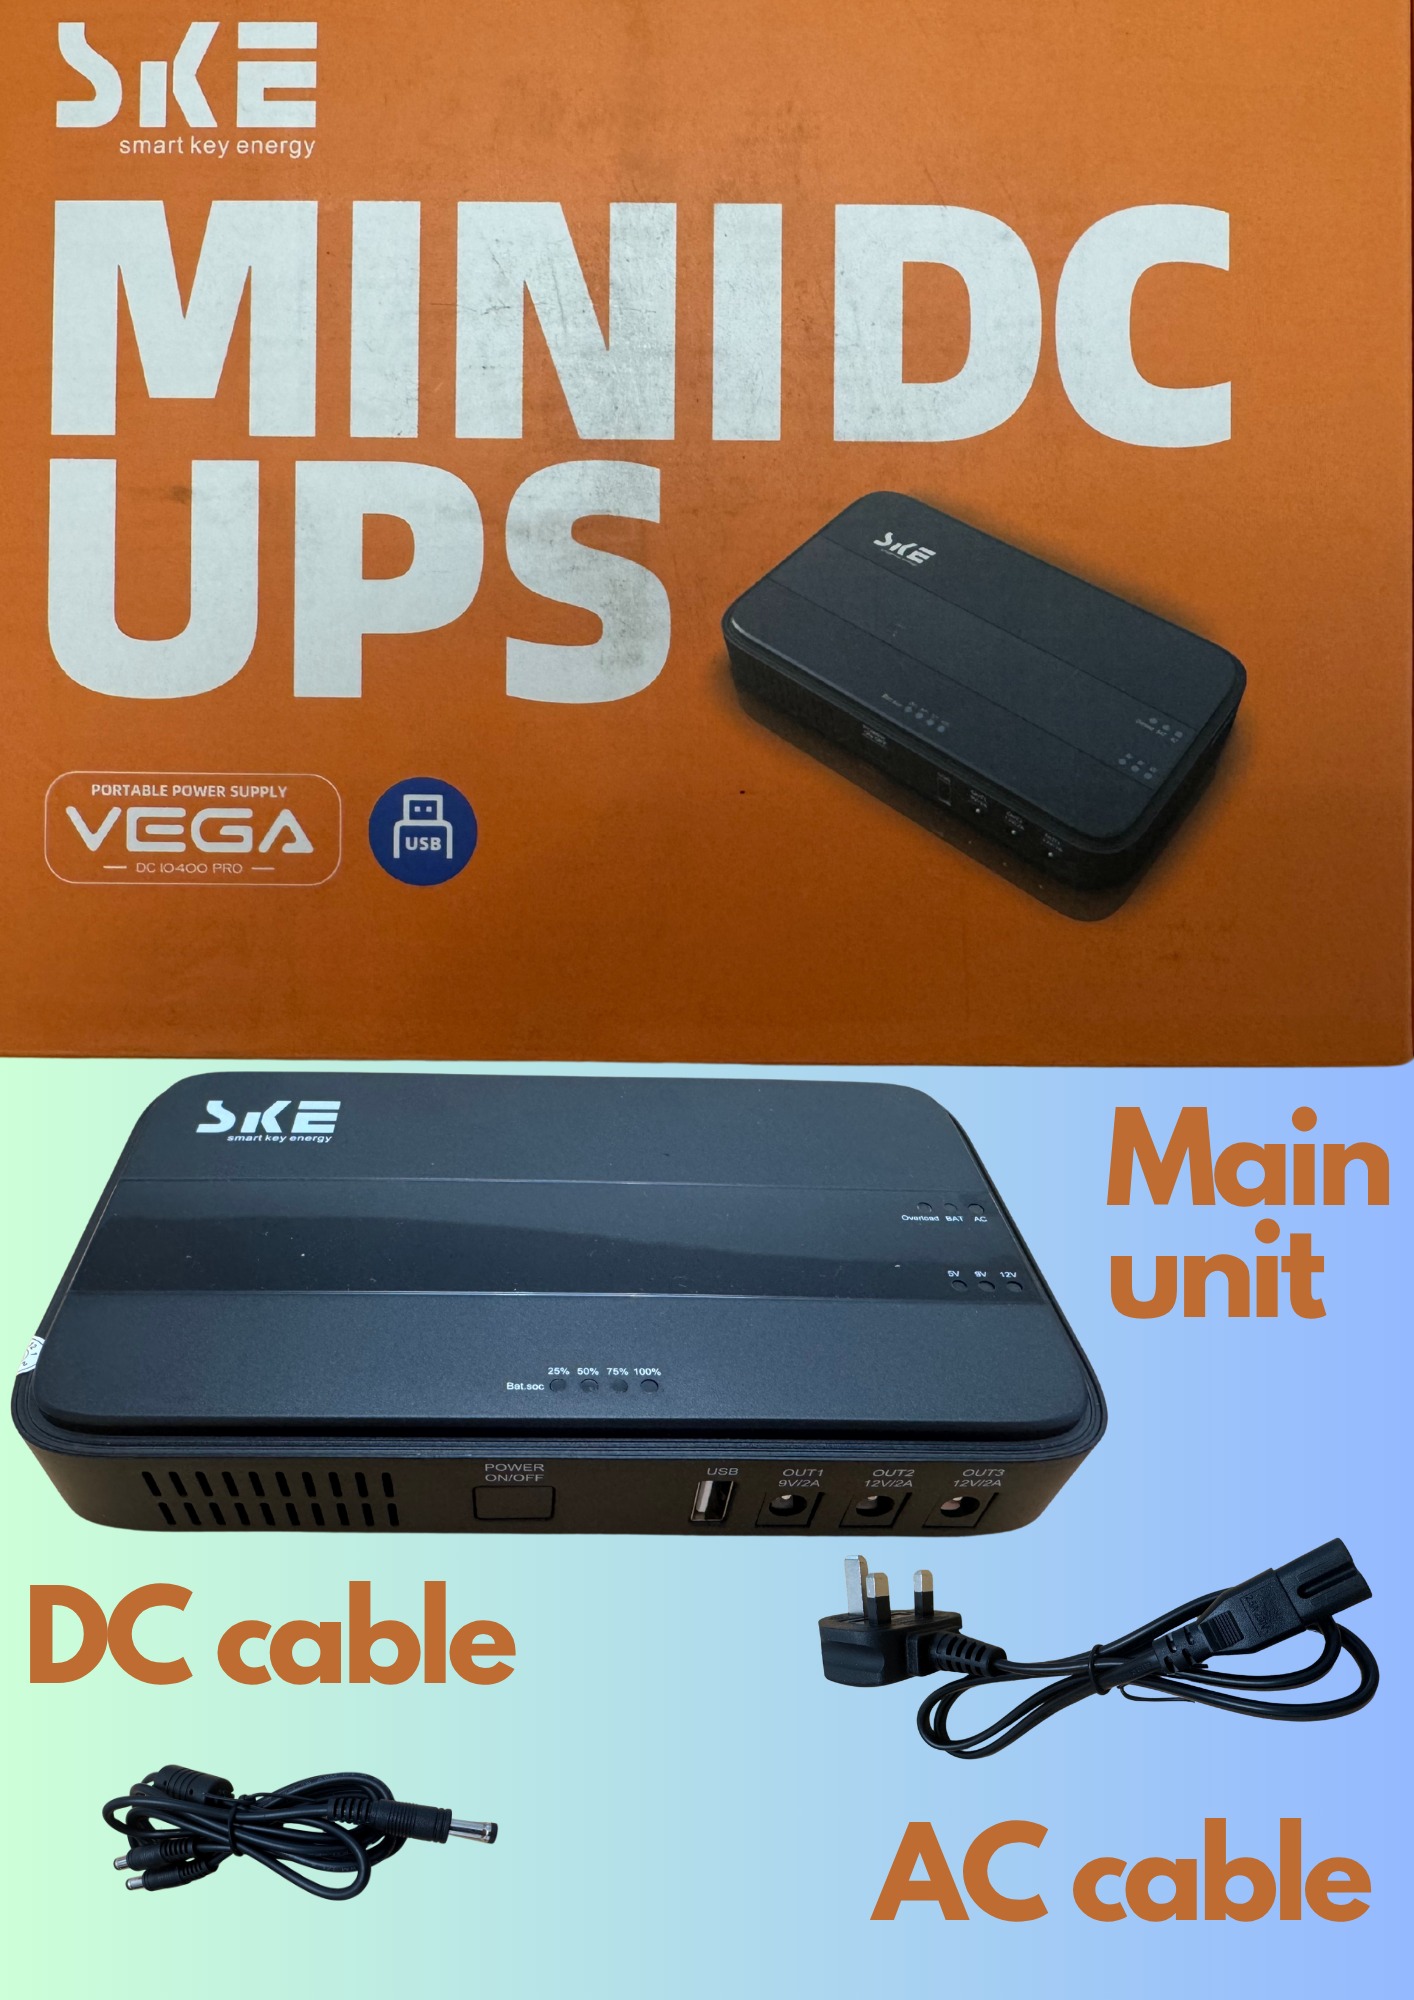 SKE
smart key energy
MINI DC
UPS
SKE
PORTABLE POWER SUPPLY
VEGA
DC 10400 PRO
USB
SKE
smart key energy
Overload BAT AC
5V 9V 12V
25% 50% 75% 100%
Bat.soc
POWER
ON/OFF
USB
OUT1
9V/2A
OUT2
12V/2A
OUT3
12V/2A
Main
unit
DC cable
AC cable